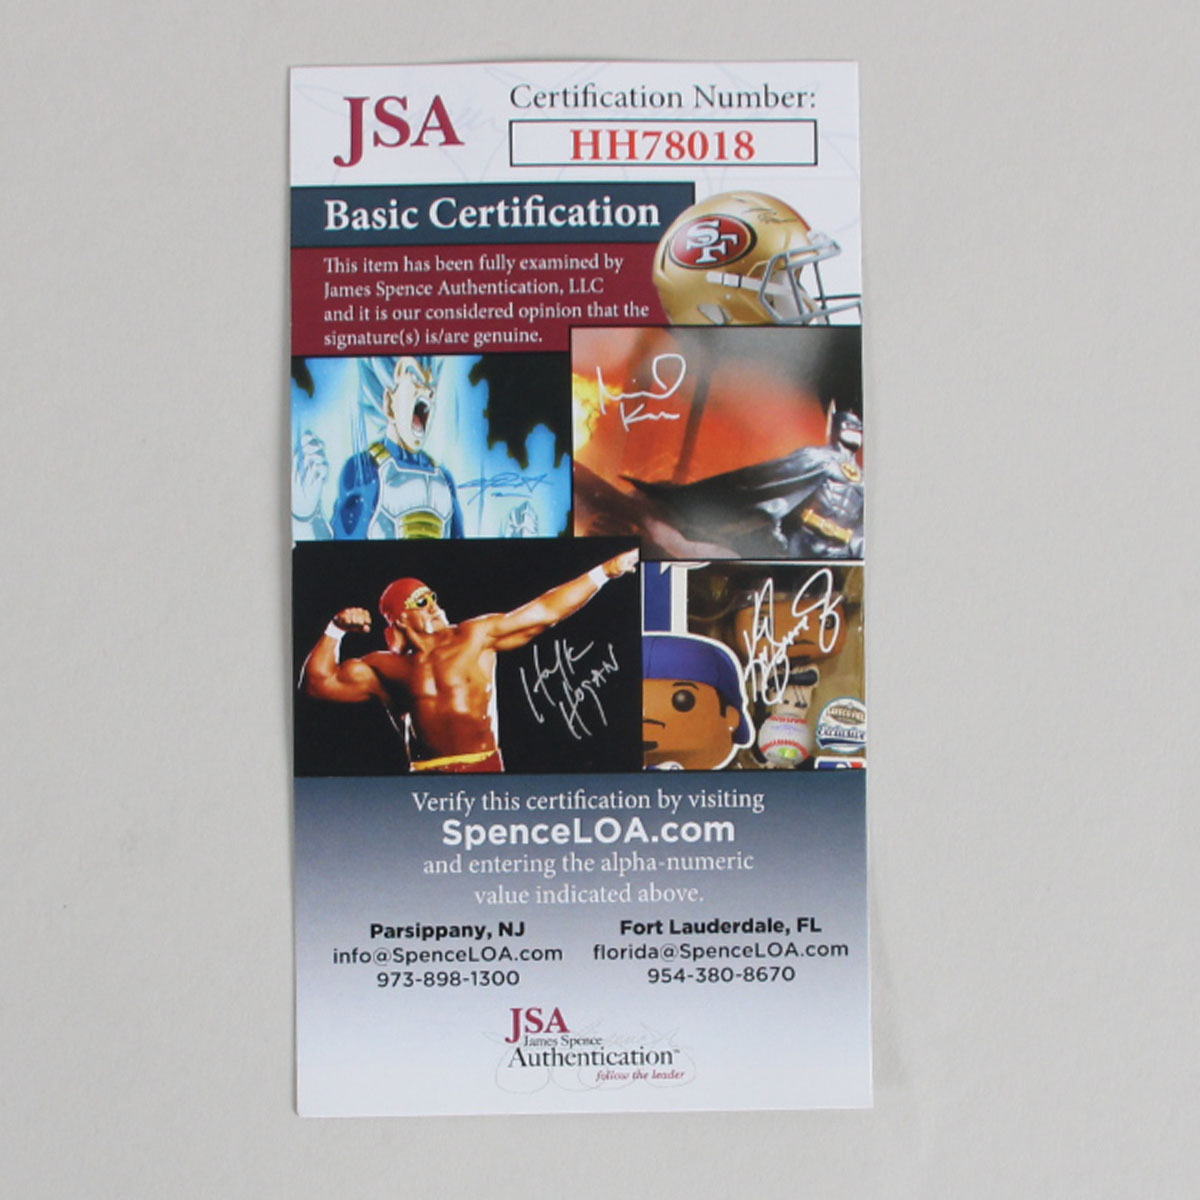 JSA
Certification Number:
HH78018
Basic Certification
This item has been fully examined by
James Spence Authentication, LLC
and it is our considered opinion that the
signature(s) is/are genuine.
SF
Hulk
Hogan
Verify this certification by visiting
SpenceLOA.com
and entering the alpha-numeric
value indicated above.
Parsippany, NJ
info@SpenceLOA.com
973-898-1300
Fort Lauderdale, FL
florida@SpenceLOA.com
954-380-8670
JSA
James Spence
Authentication™
follow the leader